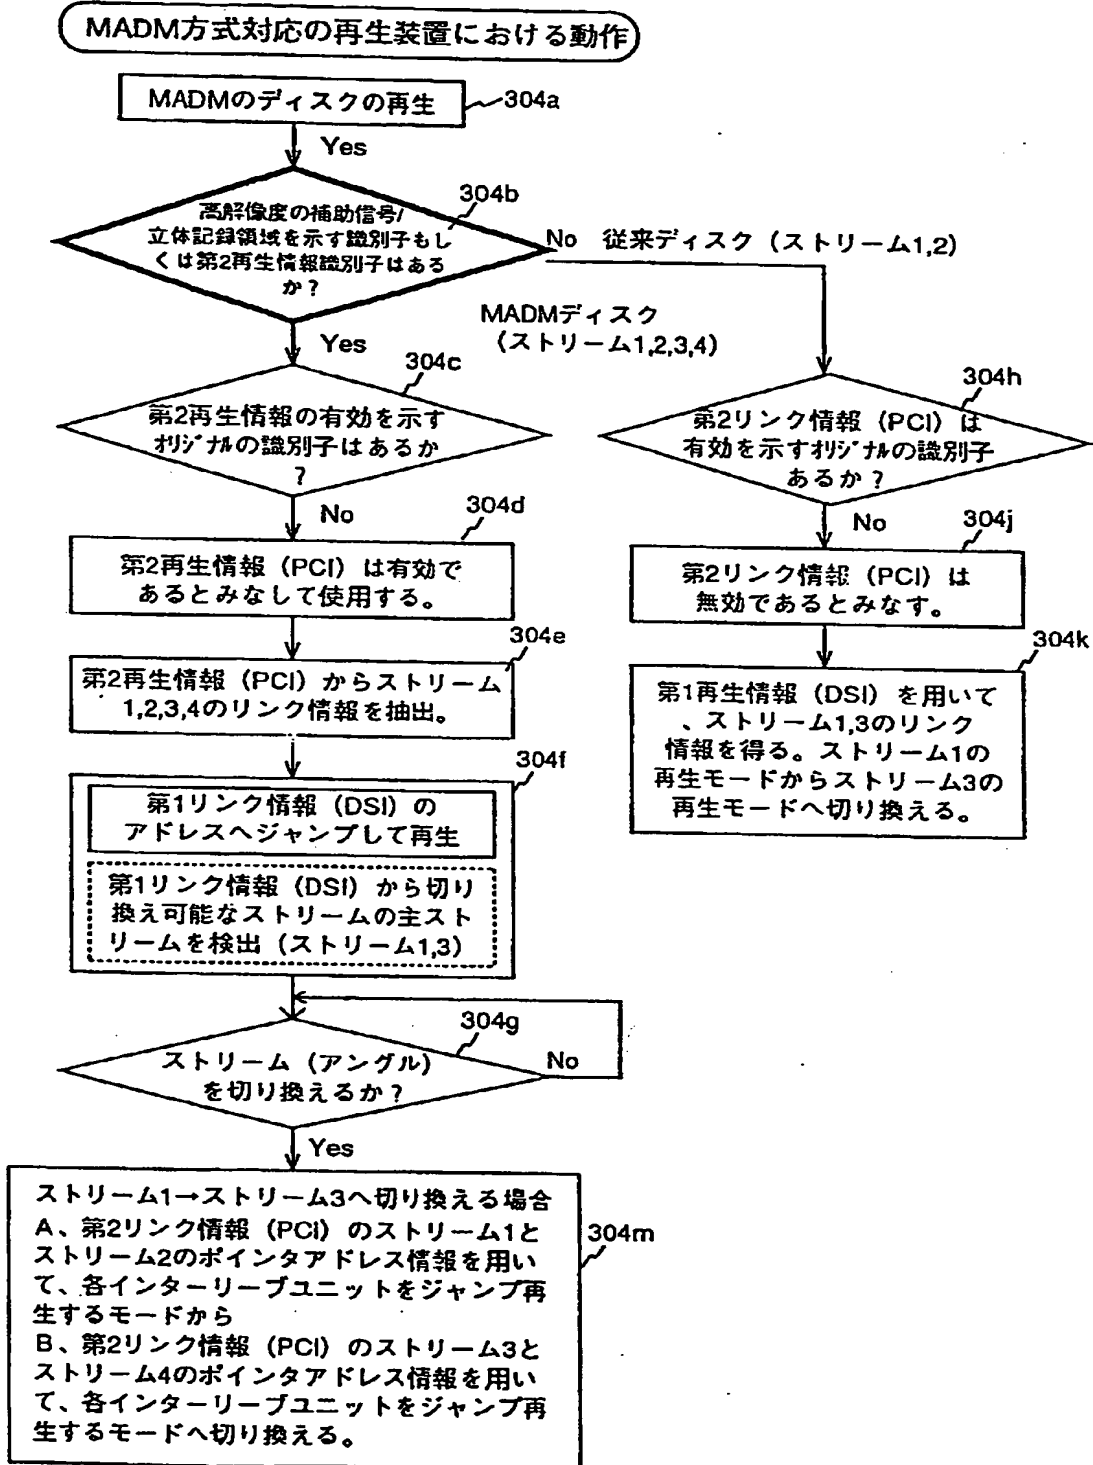 MADM方式対応の再生装置における動作
MADMのディスクの再生
304a
Yes
304b
高解像度の補助信号/
立体記録領域を示す識別子もし
くは第2再生情報識別子はある
か？
No 従来ディスク（ストリーム1,2）
MADMディスク
（ストリーム1,2,3,4）
Yes
304c
第2再生情報の有効を示す
ｵﾘｼﾞﾅﾙの識別子はあるか
？
304h
第2リンク情報（PCI）は
有効を示すｵﾘｼﾞﾅﾙの識別子
あるか？
No
304d
第2再生情報（PCI）は有効で
あるとみなして使用する。
No
304j
第2リンク情報（PCI）は
無効であるとみなす。
304e
第2再生情報（PCI）からストリーム
1,2,3,4のリンク情報を抽出。
304k
第1再生情報（DSI）を用いて
、ストリーム1,3のリンク
情報を得る。ストリーム1の
再生モードからストリーム3の
再生モードへ切り換える。
304f
第1リンク情報（DSI）の
アドレスへジャンプして再生
第1リンク情報（DSI）から切り
換え可能なストリームの主スト
リームを検出（ストリーム1,3）
304g
ストリーム（アングル）
を切り換えるか？
No
Yes
304m
ストリーム1→ストリーム3へ切り換える場合
A、第2リンク情報（PCI）のストリーム1と
ストリーム2のポインタアドレス情報を用い
て、各インターリーブユニットをジャンプ再
生するモードから
B、第2リンク情報（PCI）のストリーム3と
ストリーム4のポインタアドレス情報を用い
て、各インターリーブユニットをジャンプ再
生するモードへ切り換える。